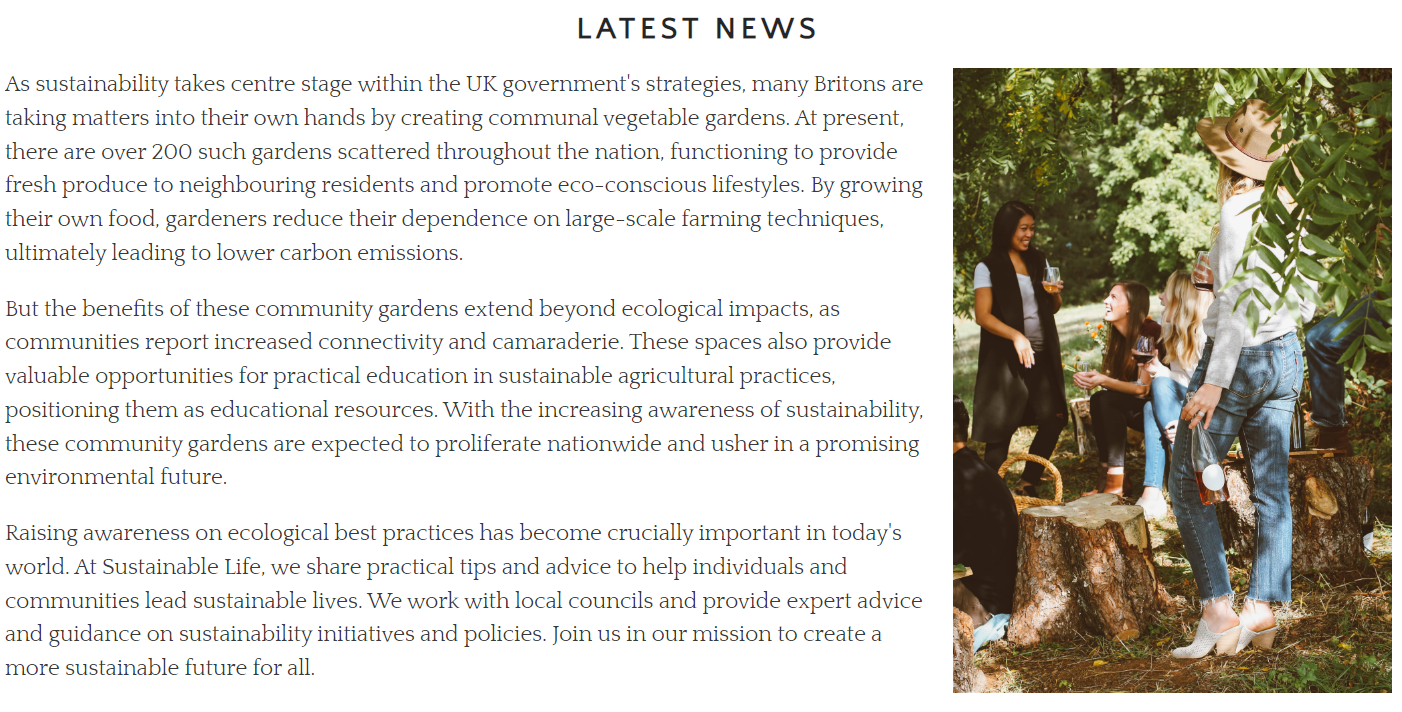 LATEST NEWS
As sustainability takes centre stage within the UK government's strategies, many Britons are
taking matters into their own hands by creating communal vegetable gardens. At present,
there are over 200 such gardens scattered throughout the nation, functioning to provide
fresh produce to neighbouring residents and promote eco-conscious lifestyles. By growing
their own food, gardeners reduce their dependence on large-scale farming techniques,
ultimately leading to lower carbon emissions.
But the benefits of these community gardens extend beyond ecological impacts, as
communities report increased connectivity and camaraderie. These spaces also provide
valuable opportunities for practical education in sustainable agricultural practices,
positioning them as educational resources. With the increasing awareness of sustainability,
these community gardens are expected to proliferate nationwide and usher in a promising
environmental future.
Raising awareness on ecological best practices has become crucially important in today's
world. At Sustainable Life, we share practical tips and advice to help individuals and
communities lead sustainable lives. We work with local councils and provide expert advice
and guidance on sustainability initiatives and policies. Join us in our mission to create a
more sustainable future for all.